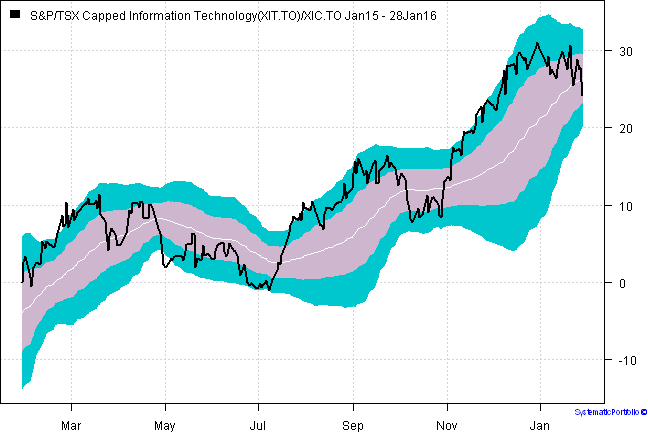 S&P/TSX Capped Information Technology(XIT.TO)/XIC.TO Jan15 - 28Jan16
30
20
10
0
-10
Mar May Jul Sep Nov Jan
SystematicPortfolio ©